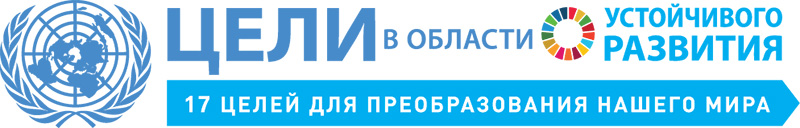 ЦЕЛИ В ОБЛАСТИ УСТОЙЧИВОГО РАЗВИТИЯ
17 ЦЕЛЕЙ ДЛЯ ПРЕОБРАЗОВАНИЯ НАШЕГО МИРА